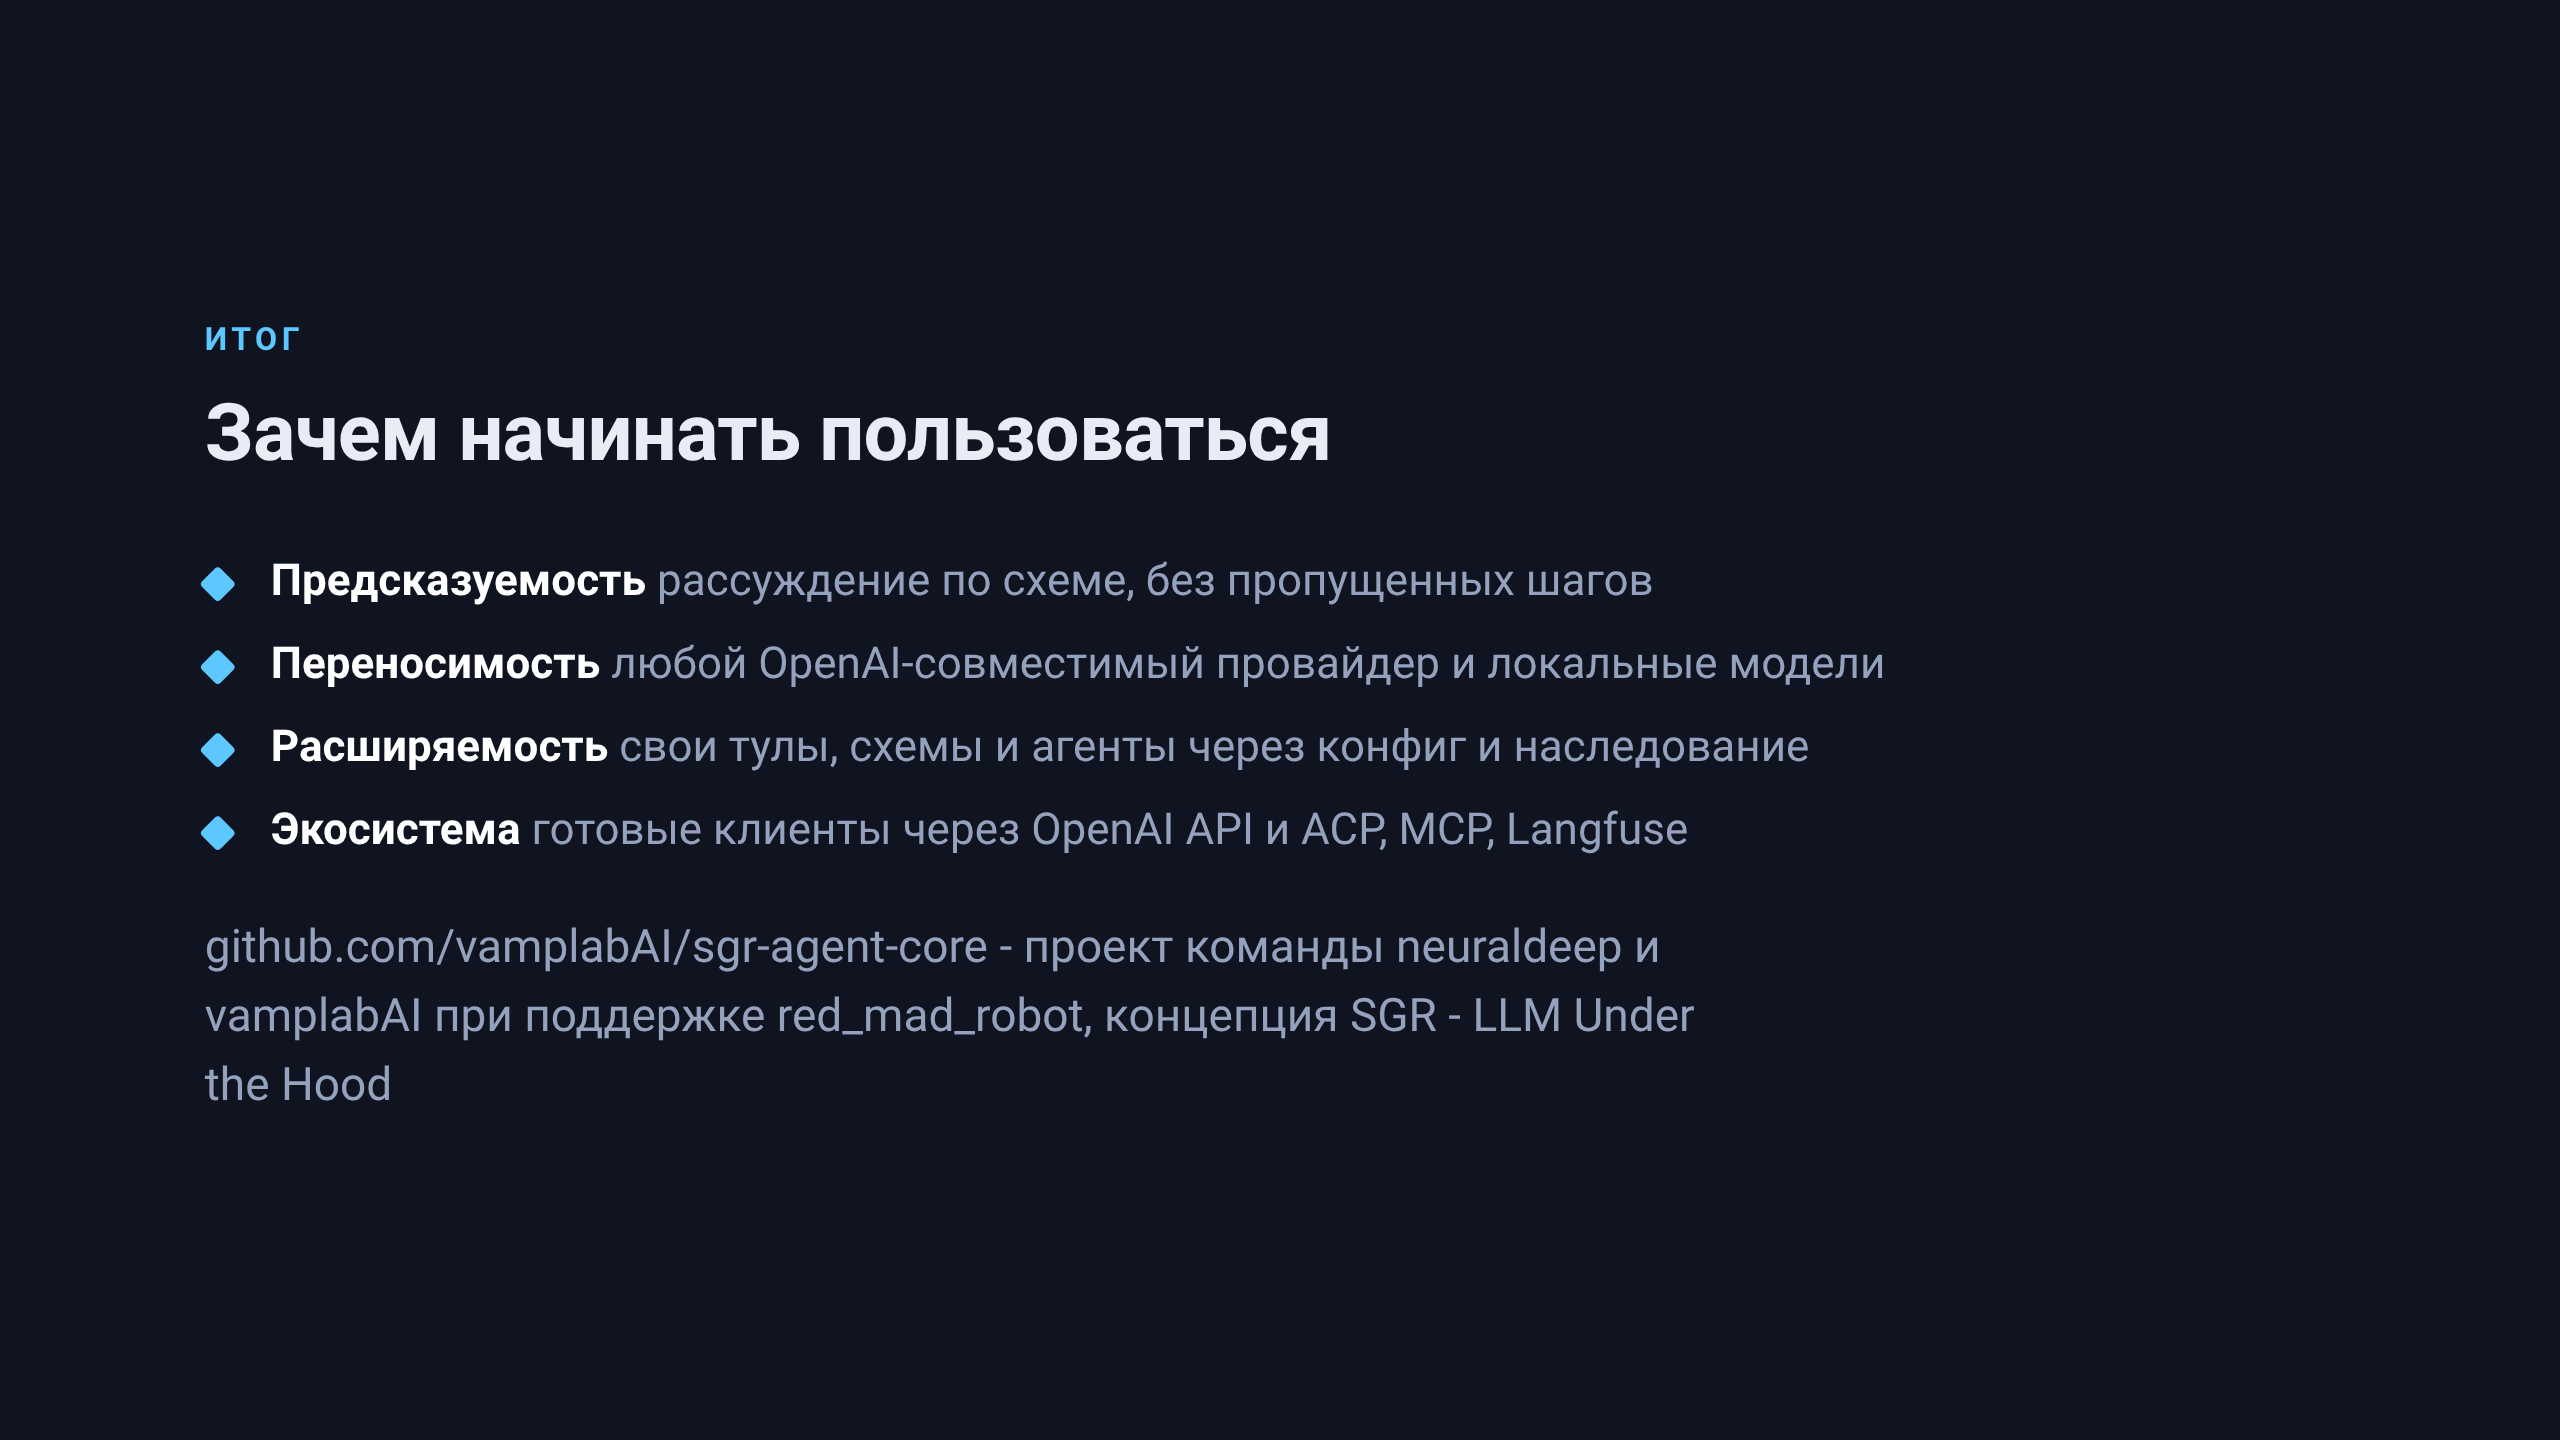 ИТОГ
Зачем начинать пользоваться
Предсказуемость рассуждение по схеме, без пропущенных шагов
Переносимость любой OpenAI-совместимый провайдер и локальные модели
Расширяемость свои тулы, схемы и агенты через конфиг и наследование
Экосистема готовые клиенты через OpenAI API и ACP, MCP, Langfuse
github.com/vamplabAI/sgr-agent-core - проект команды neuraldeep и
vamplabAI при поддержке red_mad_robot, концепция SGR - LLM Under
the Hood